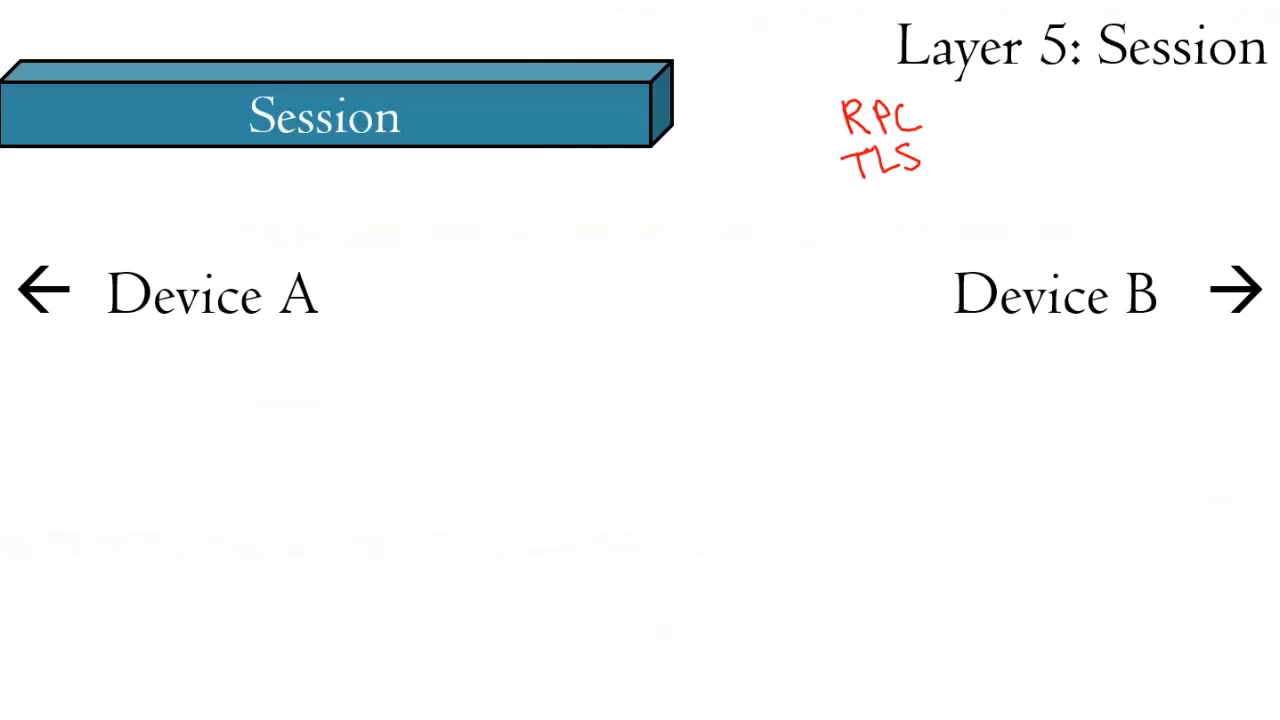 Layer 5: Session
Session
RPC
TLS
← Device A
Device B →